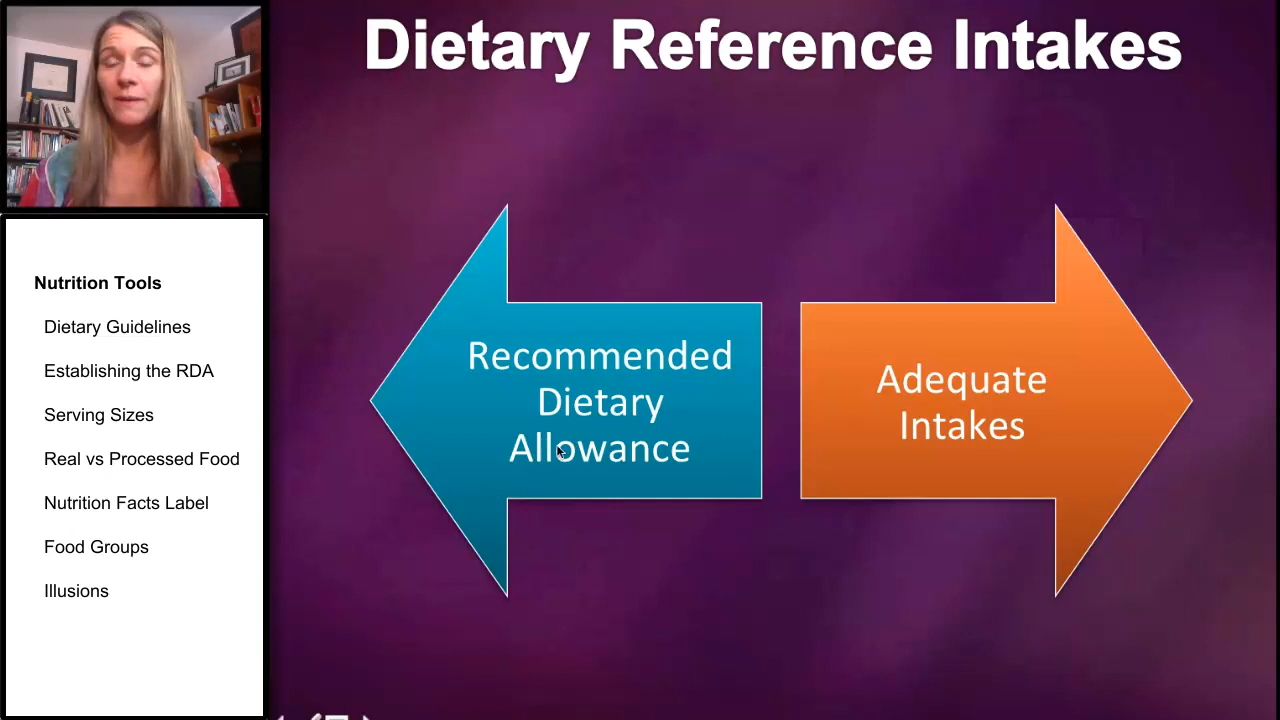 Dietary Reference Intakes
Nutrition Tools
Dietary Guidelines
Establishing the RDA
Serving Sizes
Real vs Processed Food
Nutrition Facts Label
Food Groups
Illusions
Recommended
Dietary
Allowance
Adequate
Intakes